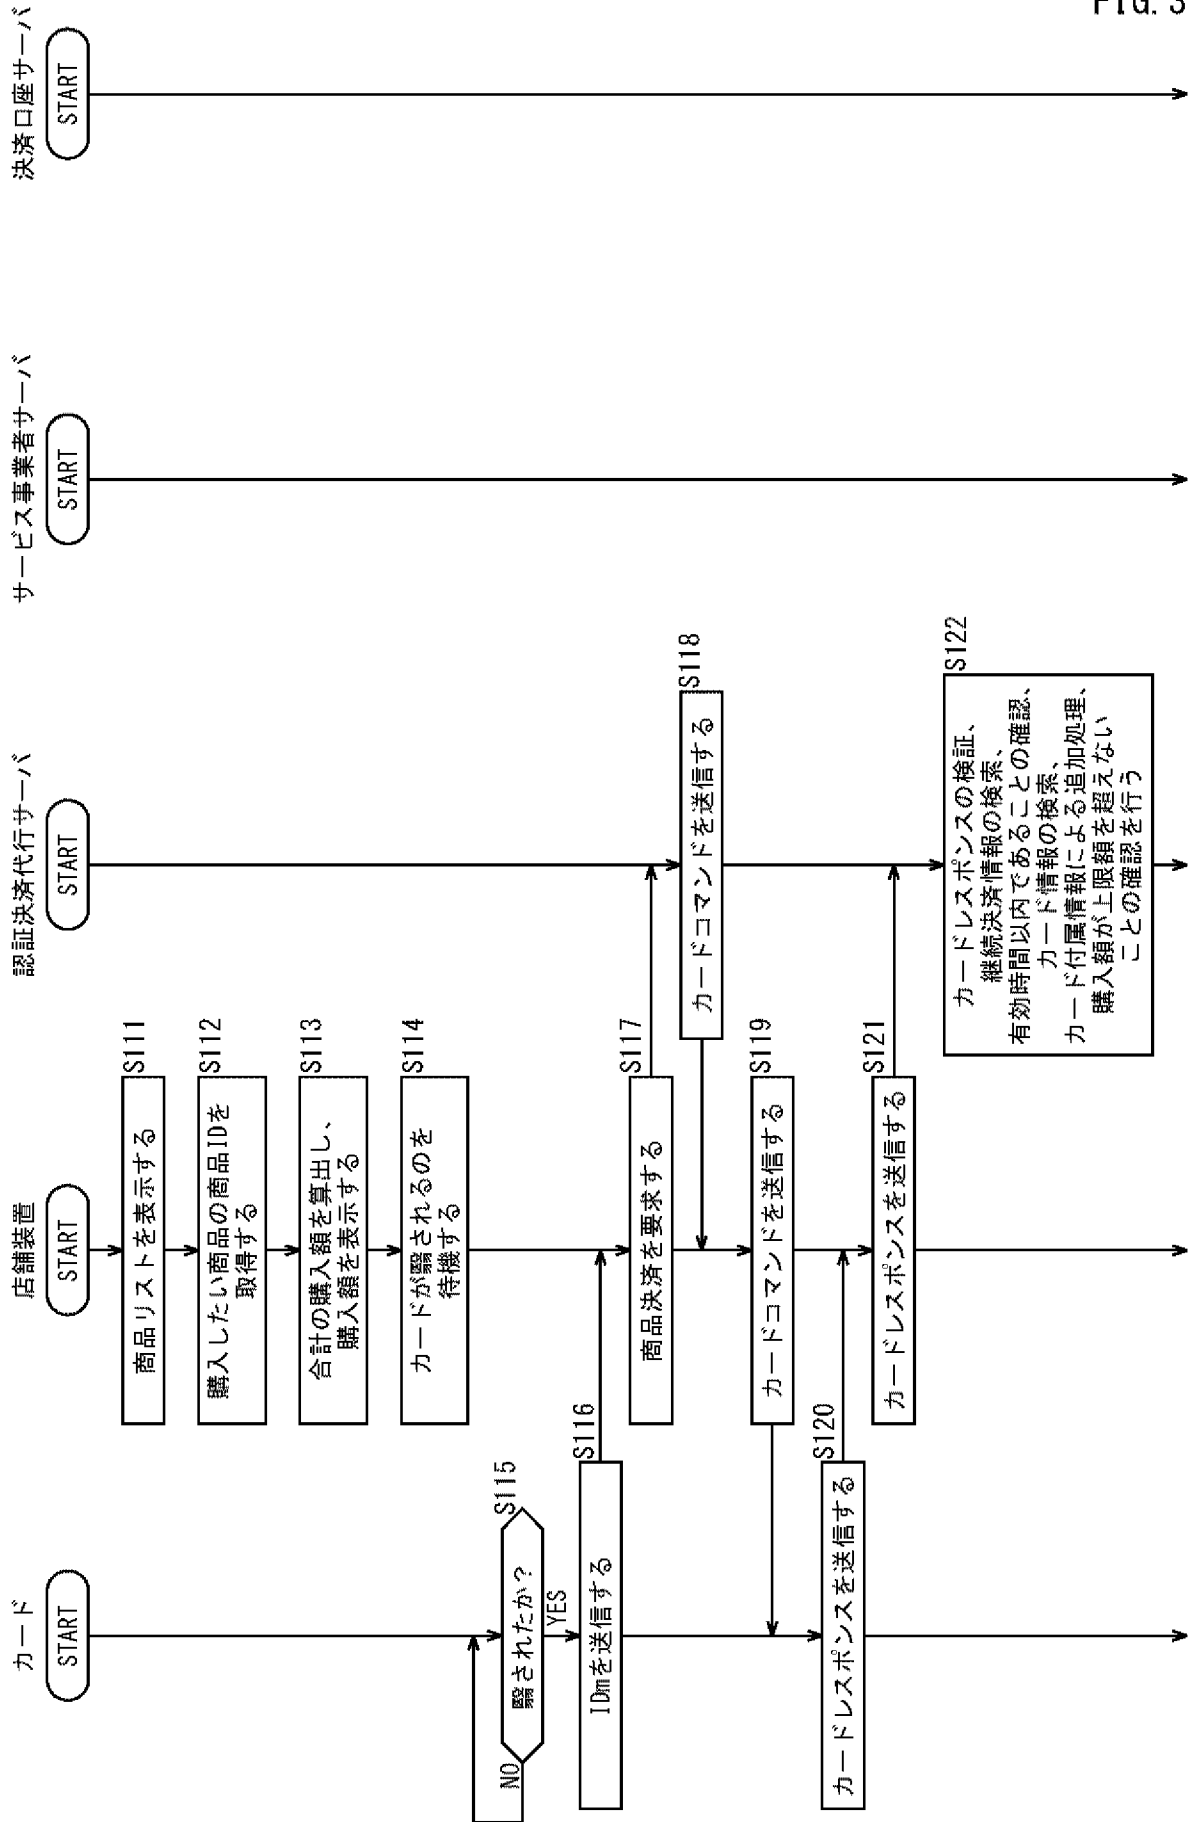 FIG. 3
カード
START
店舗装置
START
認証決済代行サーバ
START
サービス事業者サーバ
START
決済口座サーバ
START
S111
商品リストを表示する
S112
購入したい商品の商品IDを
取得する
S113
合計の購入額を算出し、
購入額を表示する
S114
カードが翳されるのを
待機する
S115
翳されたか？
NO
YES
S116
IDmを送信する
S117
商品決済を要求する
S118
カードコマンドを送信する
S119
カードコマンドを送信する
S120
カードレスポンスを送信する
S121
カードレスポンスを送信する
S122
カードレスポンスの検証、
継続決済情報の検索、
有効時間以内であることの確認、
カード情報の検索、
カード付属情報による追加処理、
購入額が上限額を超えない
ことの確認を行う